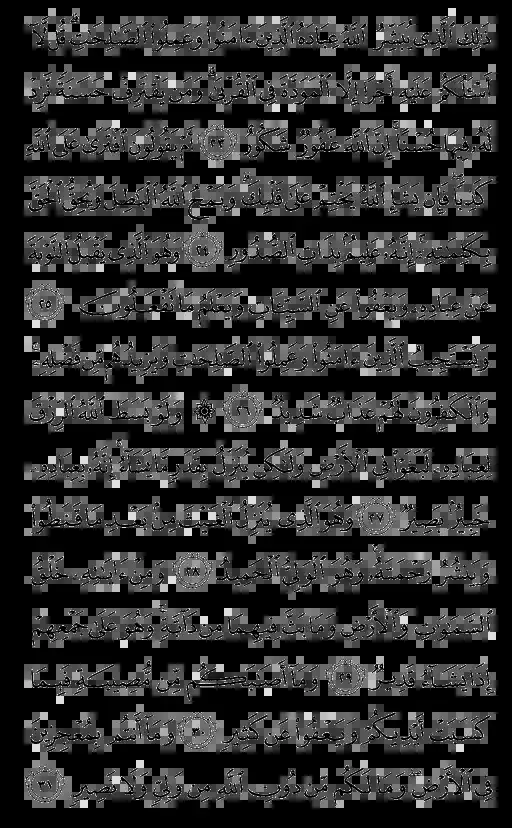 ذَٰلِكَ ٱلَّذِى يُبَشِّرُ ٱللَّهُ عِبَادَهُ ٱلَّذِينَ ءَامَنُوا۟ وَعَمِلُوا۟ ٱلصَّٰلِحَٰتِ ۗ قُل لَّآ
أَسْـَٔلُكُمْ عَلَيْهِ أَجْرًا إِلَّا ٱلْمَوَدَّةَ فِى ٱلْقُرْبَىٰ ۗ وَمَن يَقْتَرِفْ حَسَنَةً نَّزِدْ
لَهُۥ فِيهَا حُسْنًا ۚ إِنَّ ٱللَّهَ غَفُورٌ شَكُورٌ ٢٣ أَمْ يَقُولُونَ ٱفْتَرَىٰ عَلَى ٱللَّهِ
كَذِبًا ۖ فَإِن يَشَإِ ٱللَّهُ يَخْتِمْ عَلَىٰ قَلْبِكَ ۗ وَيَمْحُ ٱللَّهُ ٱلْبَٰطِلَ وَيُحِقُّ ٱلْحَقَّ
بِكَلِمَٰتِهِۦٓ ۚ إِنَّهُۥ عَلِيمٌۢ بِذَاتِ ٱلصُّدُورِ ٢٤ وَهُوَ ٱلَّذِى يَقْبَلُ ٱلتَّوْبَةَ
عَنْ عِبَادِهِۦ وَيَعْفُوا۟ عَنِ ٱلسَّيِّـَٔاتِ وَيَعْلَمُ مَا تَفْعَلُونَ ٢٥
وَيَسْتَجِيبُ ٱلَّذِينَ ءَامَنُوا۟ وَعَمِلُوا۟ ٱلصَّٰلِحَٰتِ وَيَزِيدُهُم مِّن فَضْلِهِۦ ۚ
وَٱلْكَٰفِرُونَ لَهُمْ عَذَابٌ شَدِيدٌ ٢٦ ۞ وَلَوْ بَسَطَ ٱللَّهُ ٱلرِّزْقَ
لِعِبَادِهِۦ لَبَغَوْا۟ فِى ٱلْأَرْضِ وَلَٰكِن يُنَزِّلُ بِقَدَرٍ مَّا يَشَآءُ ۚ إِنَّهُۥ بِعِبَادِهِۦ
خَبِيرٌۢ بَصِيرٌ ٢٧ وَهُوَ ٱلَّذِى يُنَزِّلُ ٱلْغَيْثَ مِنۢ بَعْدِ مَا قَنَطُوا۟
وَيَنشُرُ رَحْمَتَهُۥ ۚ وَهُوَ ٱلْوَلِىُّ ٱلْحَمِيدُ ٢٨ وَمِنْ ءَايَٰتِهِۦ خَلْقُ
ٱلسَّمَٰوَٰتِ وَٱلْأَرْضِ وَمَا بَثَّ فِيهِمَا مِن دَآبَّةٍ ۚ وَهُوَ عَلَىٰ جَمْعِهِمْ
إِذَا يَشَآءُ قَدِيرٌ ٢٩ وَمَآ أَصَٰبَكُم مِّن مُّصِيبَةٍ فَبِمَا
كَسَبَتْ أَيْدِيكُمْ وَيَعْفُوا۟ عَن كَثِيرٍ ٣٠ وَمَآ أَنتُم بِمُعْجِزِينَ
فِى ٱلْأَرْضِ ۖ وَمَا لَكُم مِّن دُونِ ٱللَّهِ مِن وَلِىٍّ وَلَا نَصِيرٍ ٣١